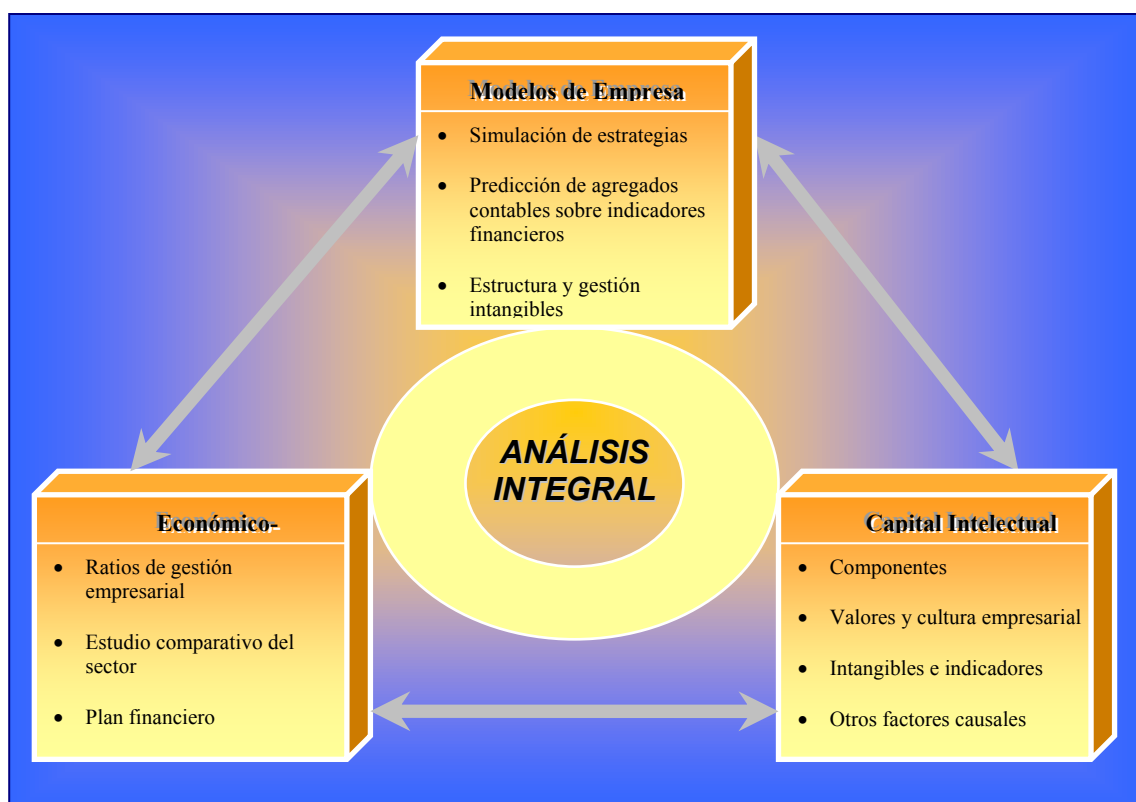 Modelos de Empresa
• Simulación de estrategias
• Predicción de agregados
contables sobre indicadores
financieros
• Estructura y gestión
intangibles
ANÁLISIS
INTEGRAL
Económico-
• Ratios de gestión
empresarial
• Estudio comparativo del
sector
• Plan financiero
Capital Intelectual
• Componentes
• Valores y cultura empresarial
• Intangibles e indicadores
• Otros factores causales